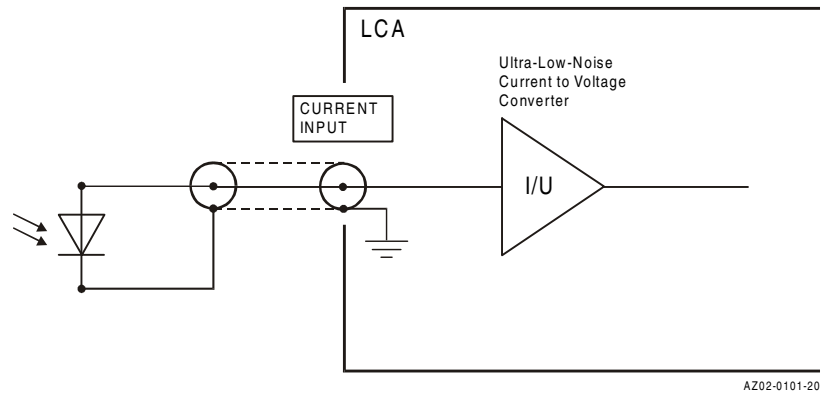 LCA
Ultra-Low-Noise
Current to Voltage
Converter
CURRENT
INPUT
I/U
AZ02-0101-20